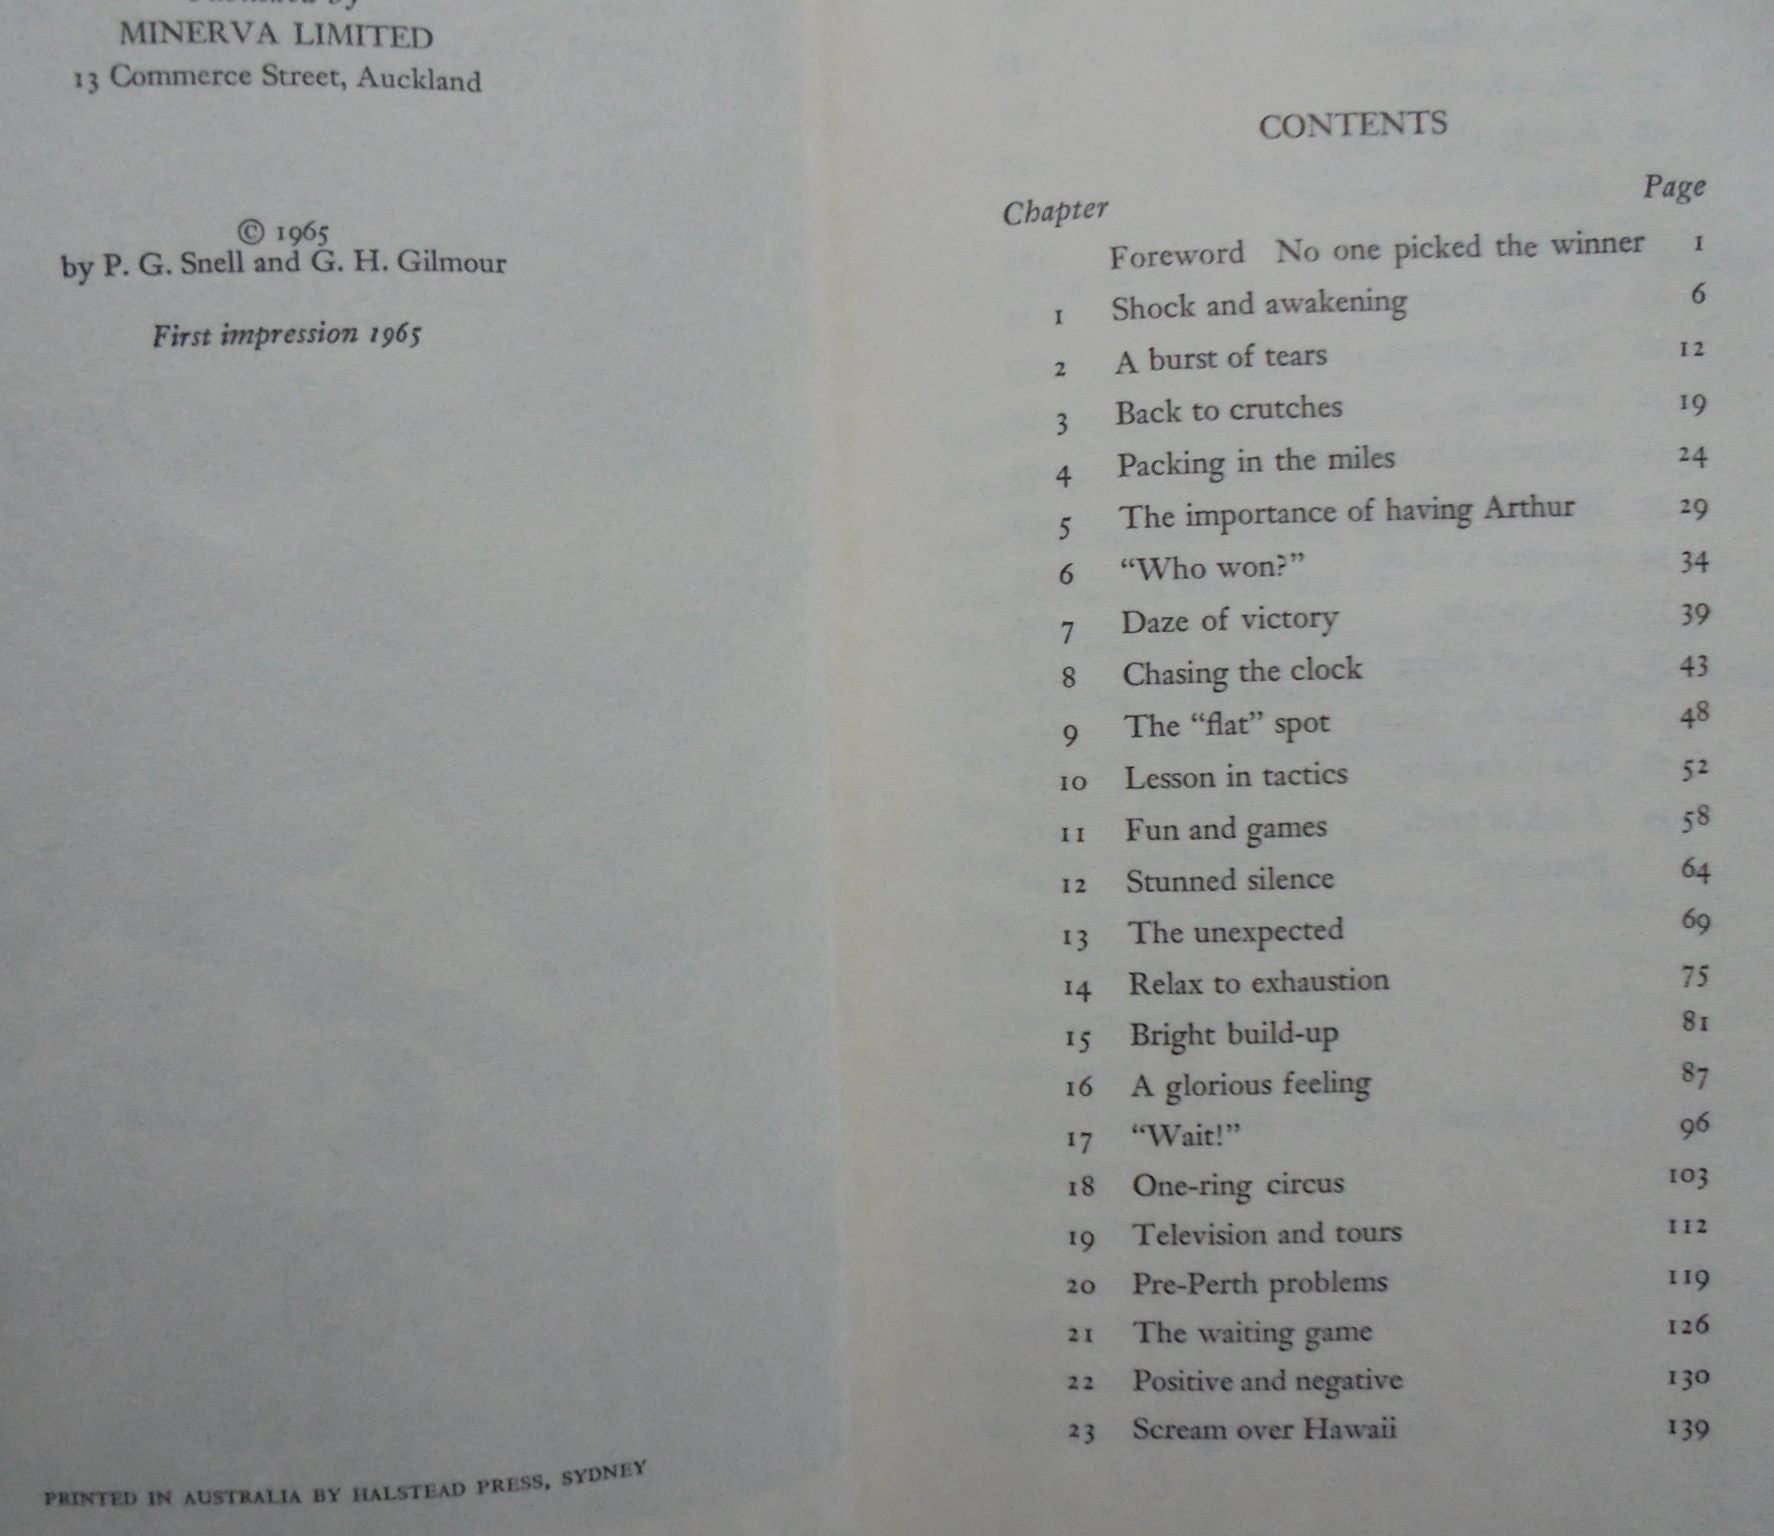 Published by
MINERVA LIMITED
13 Commerce Street, Auckland
© 1965
by P. G. Snell and G. H. Gilmour
First impression 1965
PRINTED IN AUSTRALIA BY HALSTEAD PRESS, SYDNEY
CONTENTS
Chapter Page
Foreword No one picked the winner 1
1 Shock and awakening 6
2 A burst of tears 12
3 Back to crutches 19
4 Packing in the miles 24
5 The importance of having Arthur 29
6 “Who won?” 34
7 Daze of victory 39
8 Chasing the clock 43
9 The “flat” spot 48
10 Lesson in tactics 52
11 Fun and games 58
12 Stunned silence 64
13 The unexpected 69
14 Relax to exhaustion 75
15 Bright build-up 81
16 A glorious feeling 87
17 “Wait!” 96
18 One-ring circus 103
19 Television and tours 112
20 Pre-Perth problems 119
21 The waiting game 126
22 Positive and negative 130
23 Scream over Hawaii 139